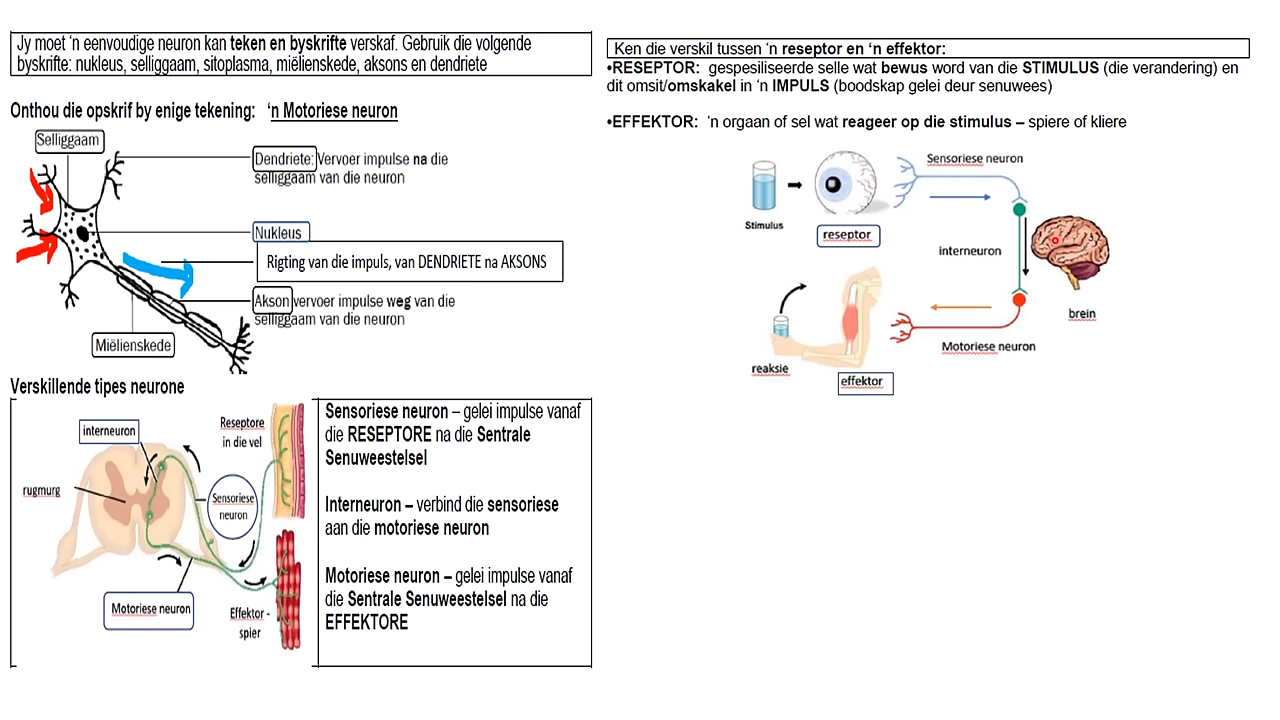 Jy moet ‘n eenvoudige neuron kan teken en byskrifte verskaf. Gebruik die volgende
byskrifte: nukleus, selliggaam, sitoplasma, miëlienskede, aksons en dendriete
Onthou die opskrif by enige tekening: ‘n Motoriese neuron
Selliggaam
Dendriete: Vervoer impulse na die
selliggaam van die neuron
Nukleus
Rigting van die impuls, van DENDRIETE na AKSONS
Akson vervoer impulse weg van die
selliggaam van die neuron
Miëlienskede
Verskillende tipes neurone
interneuron
Reseptore
in die vel
rugmurg
Sensoriese
neuron
Motoriese neuron
Effektor -
spier
Sensoriese neuron – gelei impulse vanaf
die RESEPTORE na die Sentrale
Senuweestelsel
Interneuron – verbind die sensoriese
aan die motoriese neuron
Motoriese neuron – gelei impulse vanaf
die Sentrale Senuweestelsel na die
EFFEKTORE
Ken die verskil tussen ‘n reseptor en ‘n effektor:
•RESEPTOR: gespesiliseerde selle wat bewus word van die STIMULUS (die verandering) en
dit omsit/omskakel in ‘n IMPULS (boodskap gelei deur senuwees)
•EFFEKTOR: ‘n orgaan of sel wat reageer op die stimulus – spiere of kliere
Sensoriese neuron
Stimulus
reseptor
interneuron
brein
Motoriese neuron
reaksie
effektor